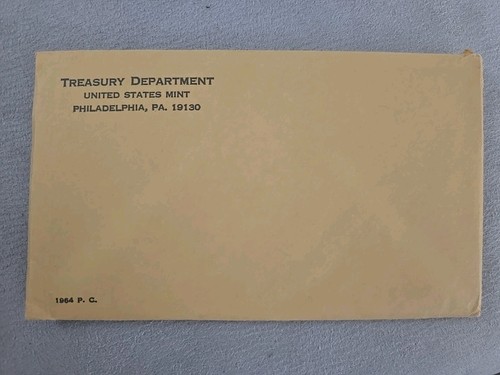 TREASURY DEPARTMENT
UNITED STATES MINT
PHILADELPHIA, PA. 19130
1964 P. C.